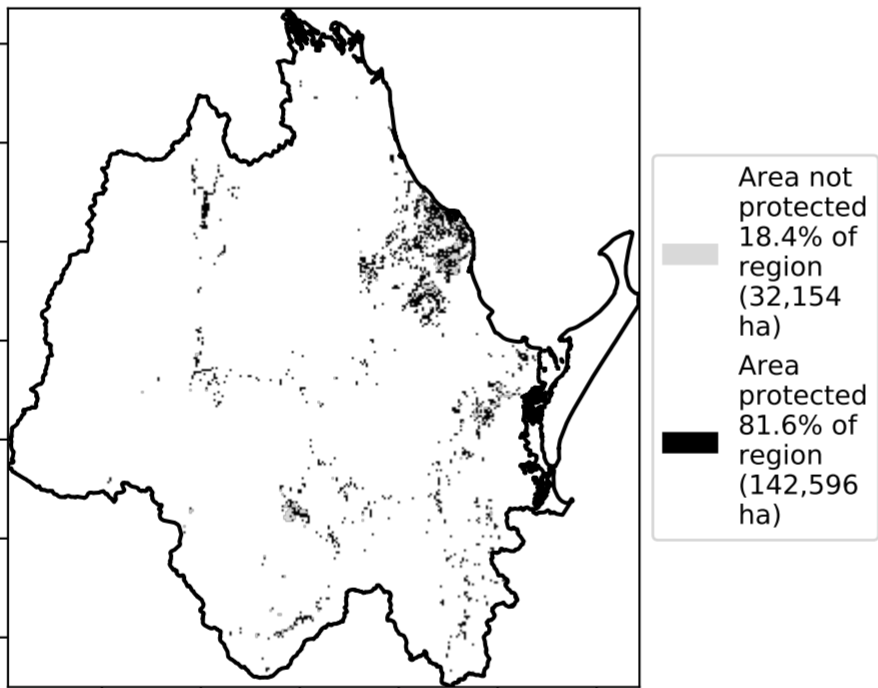 Area not
protected
18.4% of
region
(32,154
ha)
Area
protected
81.6% of
region
(142,596
ha)